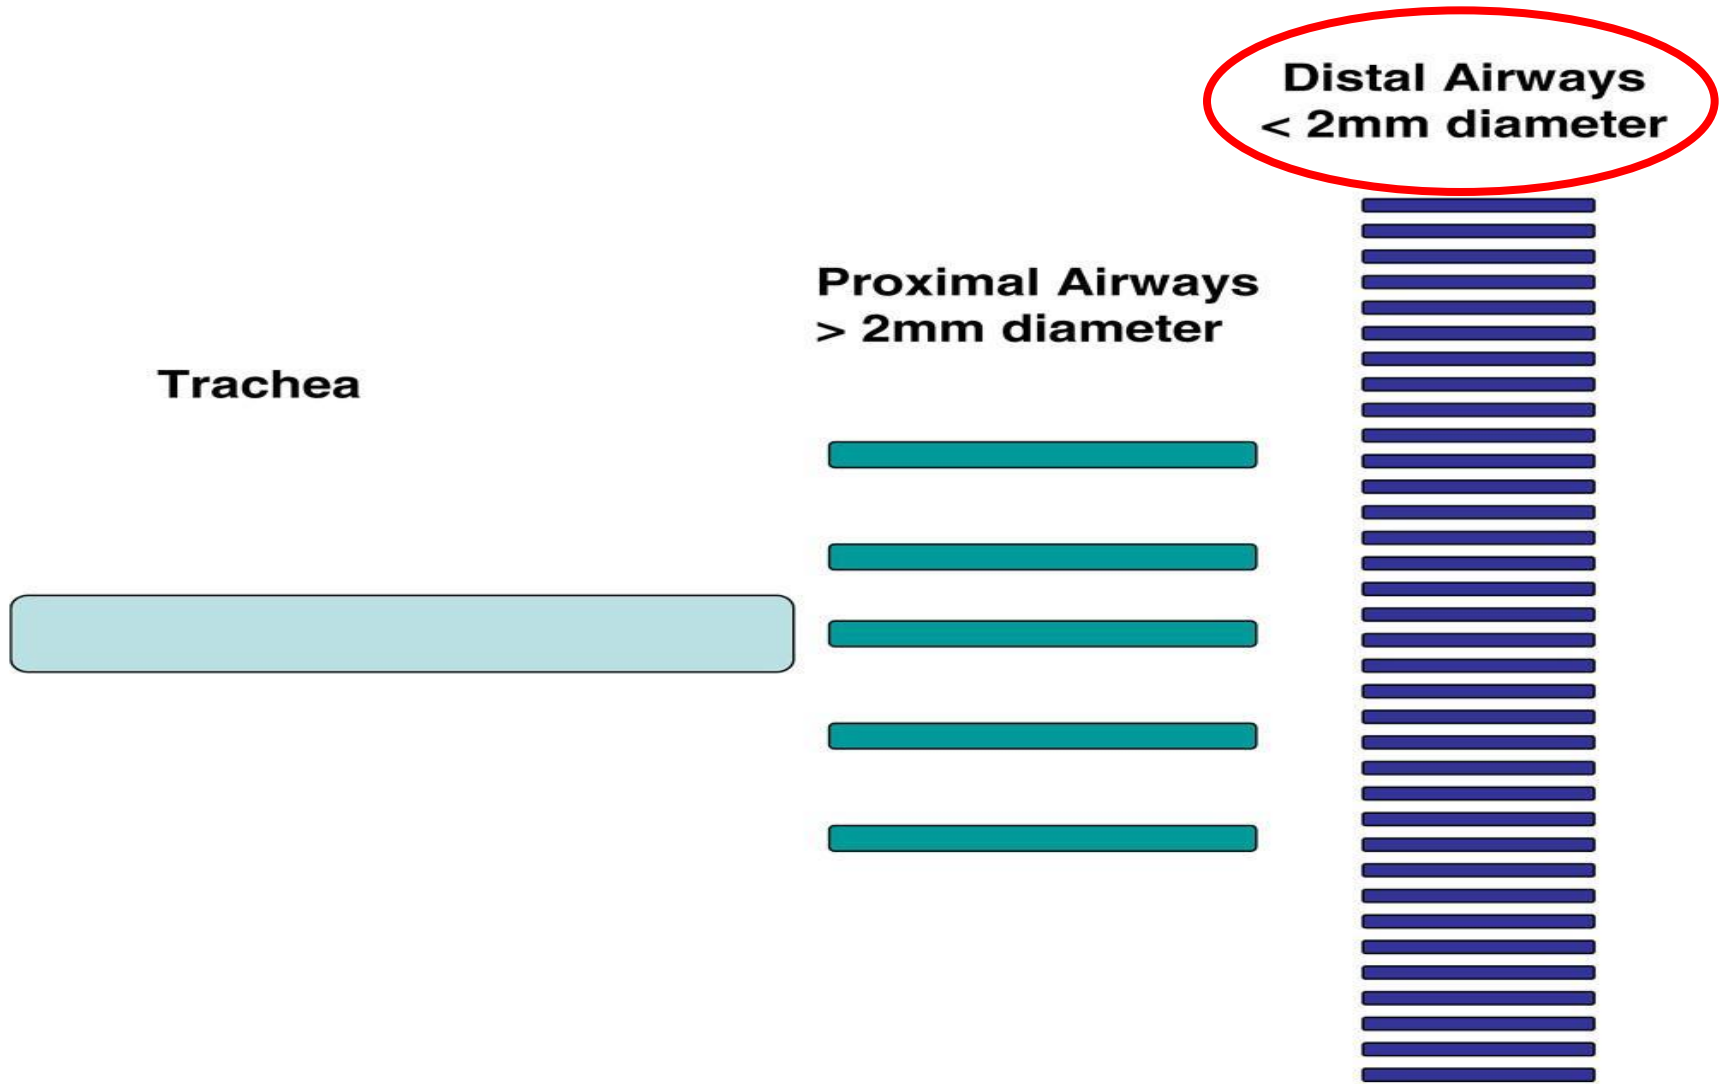 Distal Airways
< 2mm diameter
Proximal Airways
> 2mm diameter
Trachea